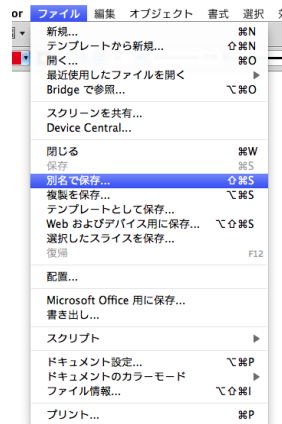 or ファイル 編集 オブジェクト 書式 選択
新規... ⌘N
テンプレートから新規... ⇧⌘N
開く... ⌘O
最近使用したファイルを開く ▶
Bridge で参照... ⌥⌘O
スクリーンを共有...
Device Central...
閉じる ⌘W
保存 ⌘S
別名で保存... ⇧⌘S
複製を保存... ⌥⌘S
テンプレートとして保存...
Web およびデバイス用に保存... ⌥⇧⌘S
選択したスライスを保存...
復帰 F12
配置...
Microsoft Office 用に保存...
書き出し...
スクリプト ▶
ドキュメント設定... ⌥⌘P
ドキュメントのカラーモード ▶
ファイル情報... ⌥⇧⌘I
プリント... ⌘P